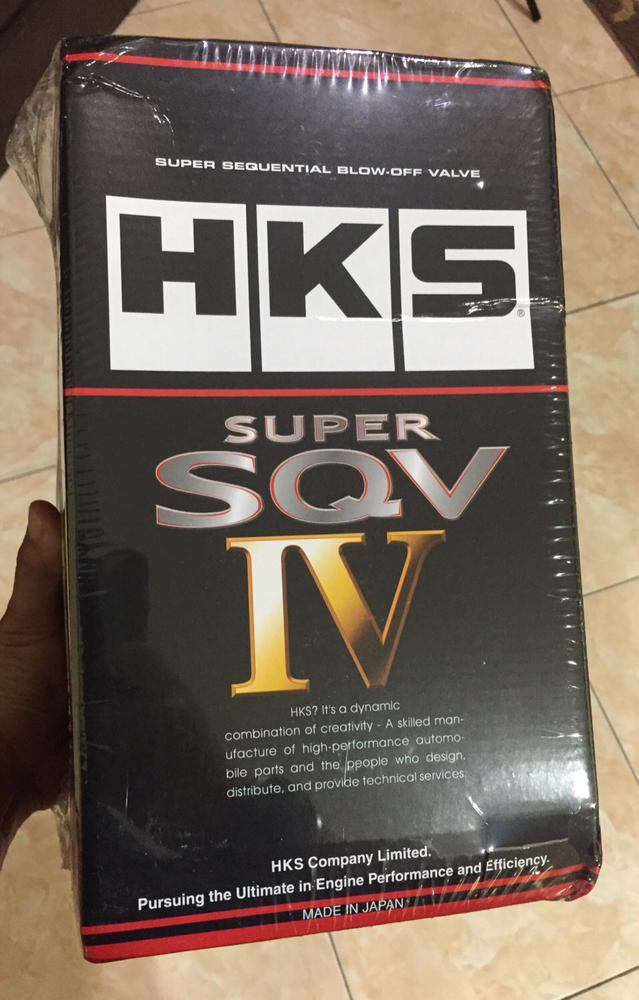 SUPER SEQUENTIAL BLOW-OFF VALVE
HKS®
SUPER
SQV
IV
HKS? It's a dynamic
combination of creativity - A skilled man-
ufacture of high-performance automo-
bile parts and the people who design,
distribute, and provide technical services.
HKS Company Limited.
Pursuing the Ultimate in Engine Performance and Efficiency.
MADE IN JAPAN